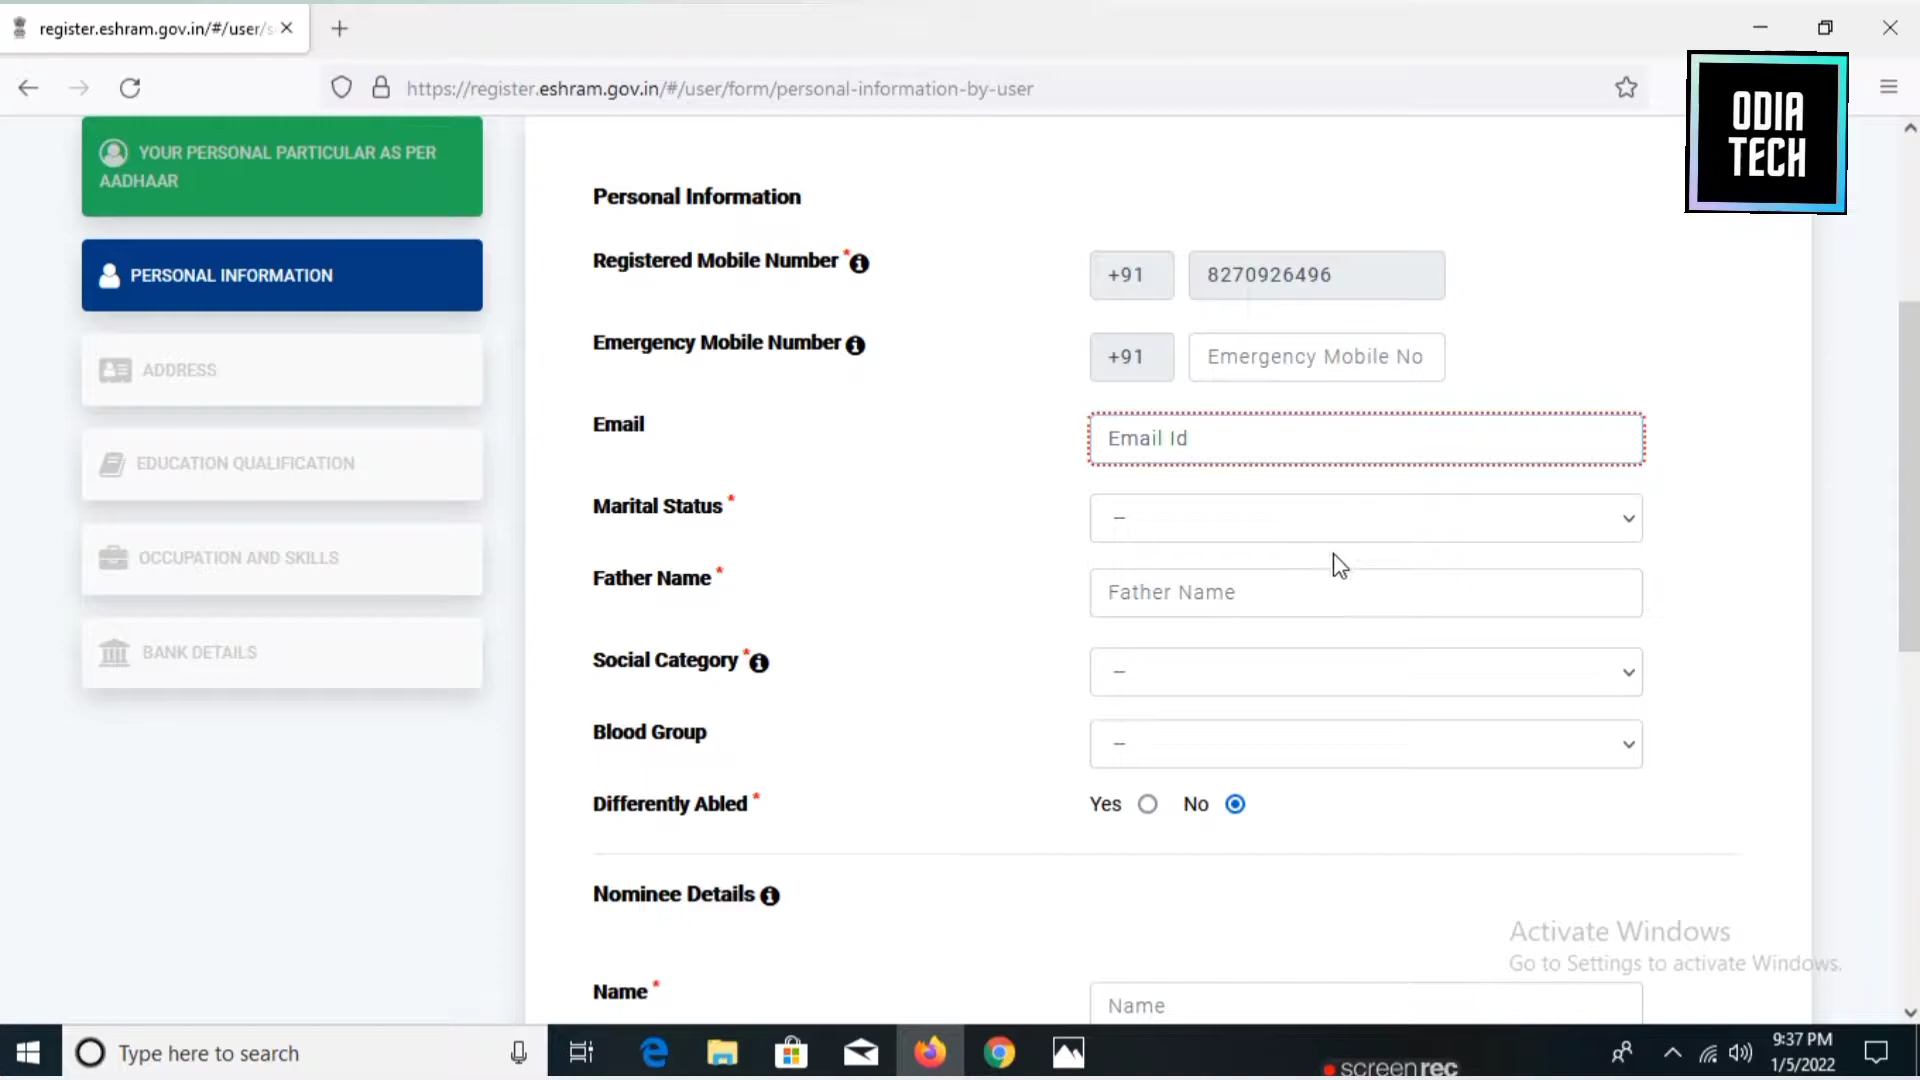 register.eshram.gov.in/#/user/s
https://register.eshram.gov.in/#/user/form/personal-information-by-user
ODIA
TECH
YOUR PERSONAL PARTICULAR AS PER
AADHAAR
PERSONAL INFORMATION
ADDRESS
EDUCATION QUALIFICATION
OCCUPATION AND SKILLS
BANK DETAILS
Personal Information
Registered Mobile Number * +91 8270926496
Emergency Mobile Number +91 Emergency Mobile No
Email Email Id
Marital Status * --
Father Name * Father Name
Social Category * --
Blood Group --
Differently Abled * Yes No
Nominee Details
Name * Name
Activate Windows
Go to Settings to activate Windows.
Type here to search
screenrec
9:37 PM
1/5/2022